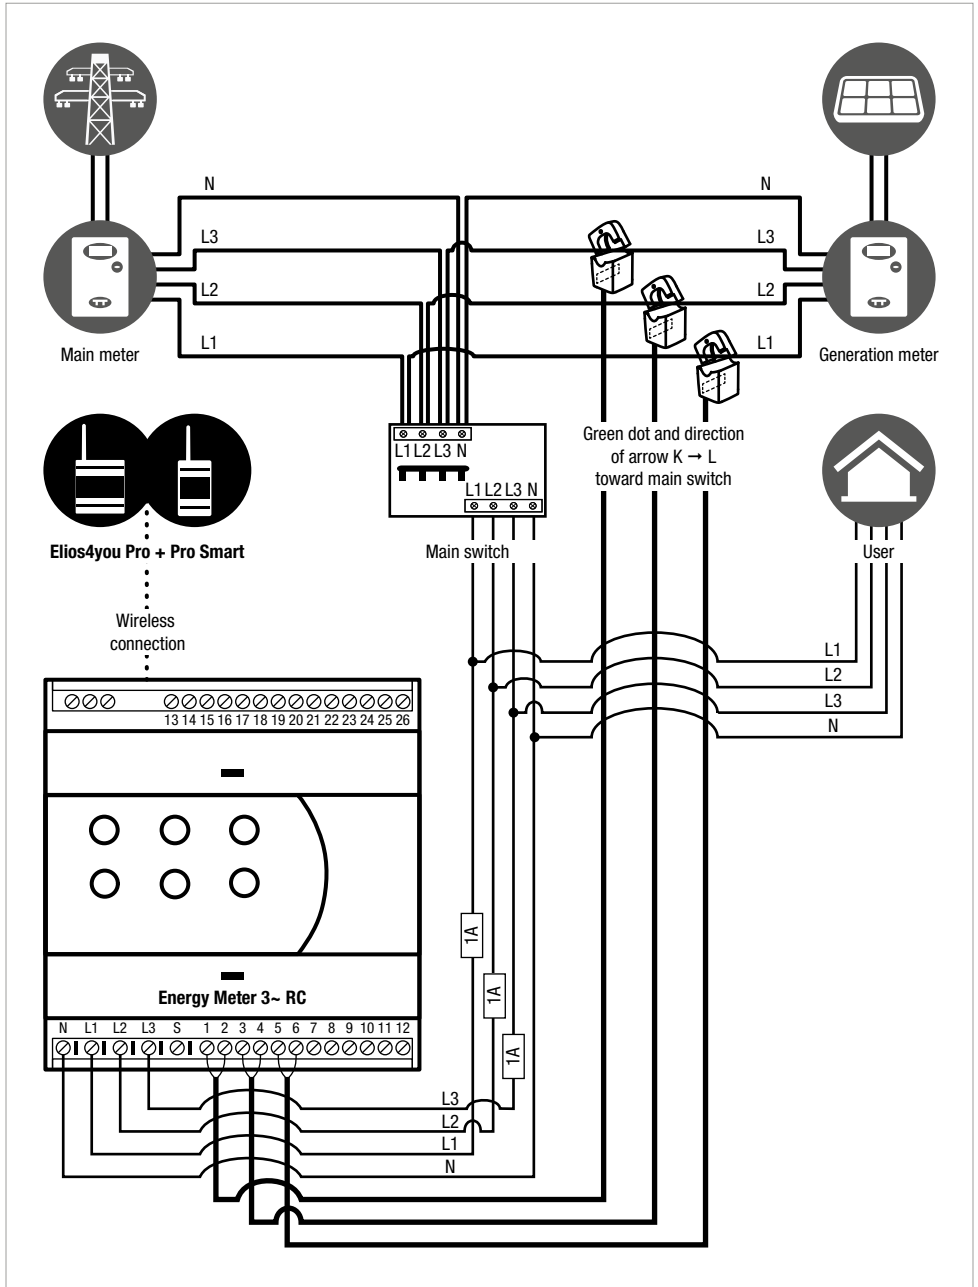 N
N
L3
L3
L2
L2
L1
L1
Main meter
Generation meter
L1 L2 L3 N
L1 L2 L3 N
Main switch
Green dot and direction
of arrow K → L
toward main switch
Elios4you Pro + Pro Smart
User
Wireless
connection
L1
L2
L3
N
13 14 15 16 17 18 19 20 21 22 23 24 25 26
1A
1A
1A
Energy Meter 3~ RC
N L1 L2 L3 S 1 2 3 4 5 6 7 8 9 10 11 12
L3
L2
L1
N